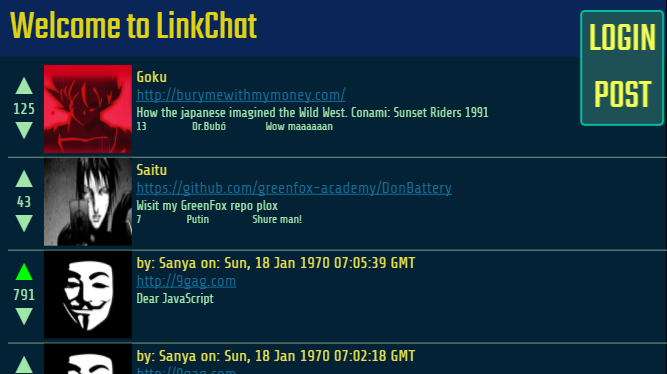 Welcome to LinkChat
LOGIN
POST
125
Goku
http://burymewithmymoney.com/
How the japanese imagined the Wild West. Conami: Sunset Riders 1991
13 Dr.Bubó Wow maaaaaan
43
Saitu
https://github.com/greenfox-academy/DonBattery
Wisit my GreenFox repo plox
7 Putin Shure man!
791
by: Sanya on: Sun, 18 Jan 1970 07:05:39 GMT
http://9gag.com
Dear JavaScript
by: Sanya on: Sun, 18 Jan 1970 07:02:18 GMT
http://9gag.com